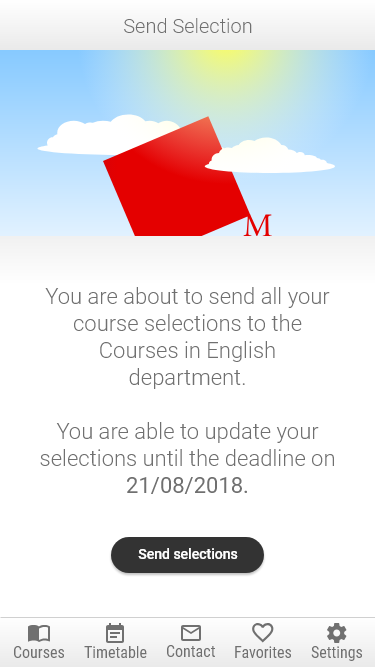 Send Selection
M
You are about to send all your
course selections to the
Courses in English
department.
You are able to update your
selections until the deadline on
21/08/2018.
Send selections
Courses Timetable Contact Favorites Settings